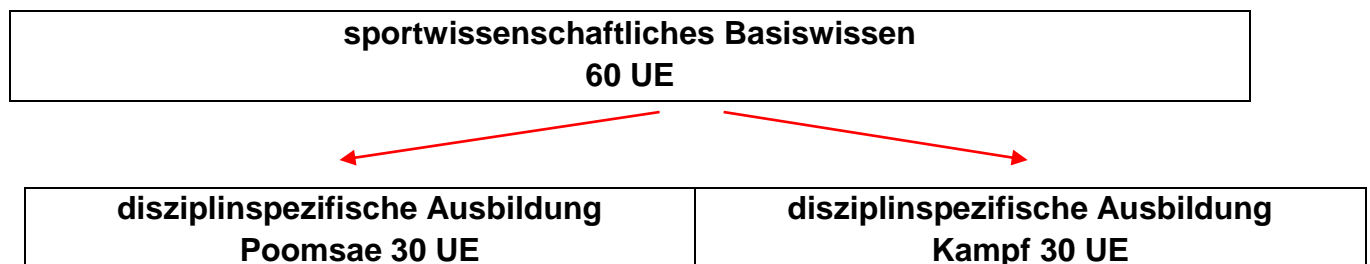 sportwissenschaftliches Basiswissen
60 UE
disziplinspezifische Ausbildung
Poomsae 30 UE
disziplinspezifische Ausbildung
Kampf 30 UE